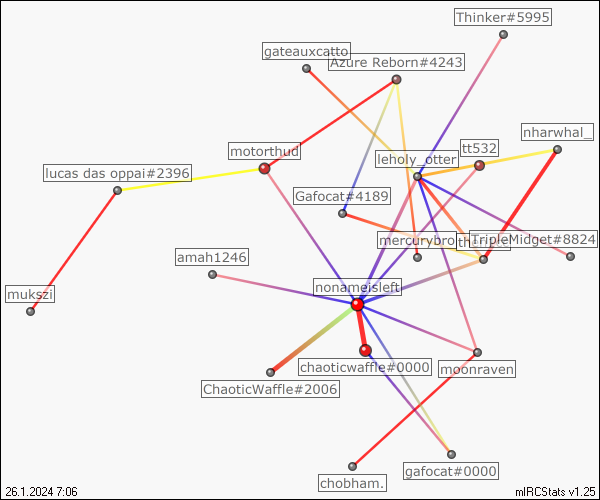 Thinker#5995
gateauxcatto
Azure Reborn#4243
nharwhal_
tt532
motorthud
leholy_otter
lucas das oppai#2396
Gafocat#4189
mercurybro
TripleMidget#8824
amah1246
nonameisleft
mukszi
chaoticwaffle#0000
moonraven
ChaoticWaffle#2006
gafocat#0000
chobham.
26.1.2024 7:06
mIRCStats v1.25